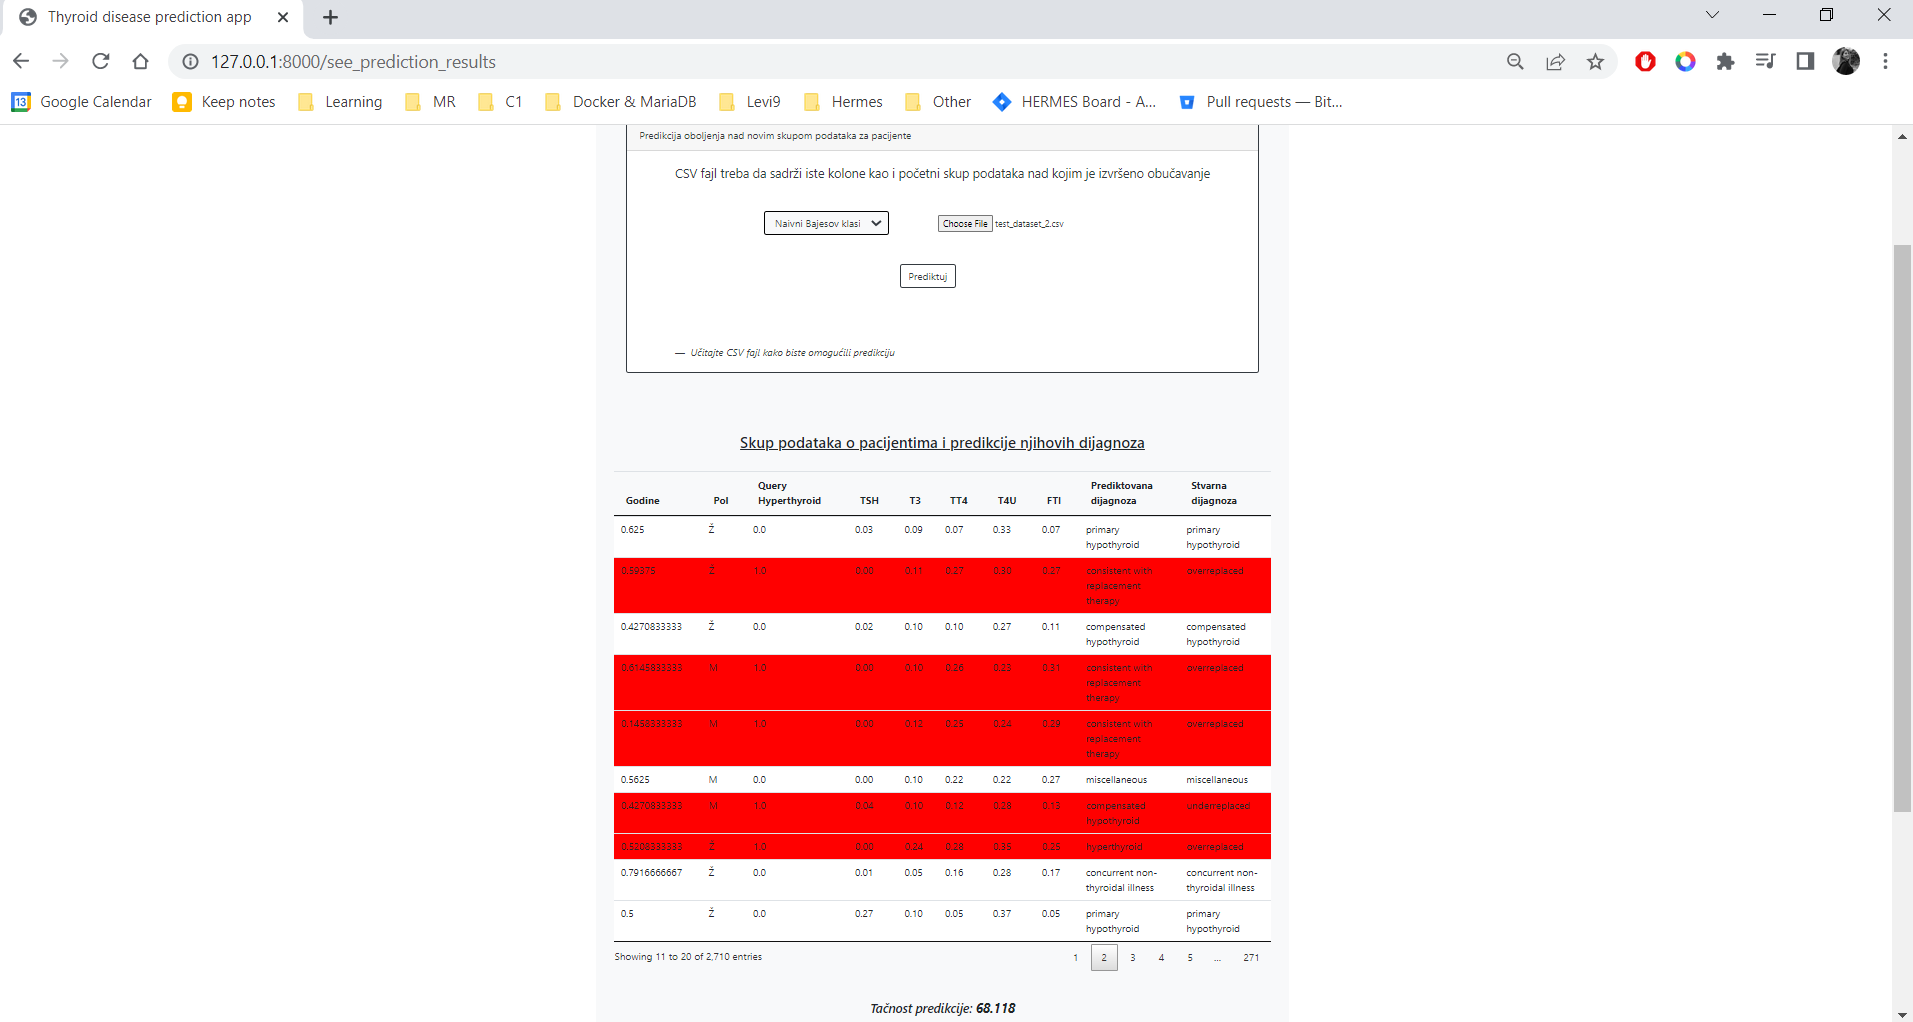 Thyroid disease prediction app
127.0.0.1:8000/see_prediction_results
13 Google Calendar Keep notes Learning MR C1 Docker & MariaDB Levi9 Hermes Other HERMES Board - A... Pull requests — Bit...
Predikcija oboljenja nad novim skupom podataka za pacijente
CSV fajl treba da sadrži iste kolone kao i početni skup podataka nad kojim je izvršeno obučavanje
Naivni Bajesov klasi Choose File test_dataset_2.csv
Prediktuj
— Učitajte CSV fajl kako biste omogućili predikciju
Skup podataka o pacijentima i predikcije njihovih dijagnoza
Godine Pol Query Hyperthyroid TSH T3 TT4 T4U FTI Prediktovana dijagnoza Stvarna dijagnoza
0.625 Ž 0.0 0.03 0.09 0.07 0.33 0.07 primary hypothyroid primary hypothyroid
0.59375 Ž 1.0 0.00 0.11 0.27 0.30 0.27 consistent with replacement therapy overreplaced
0.4270833333 Ž 0.0 0.02 0.10 0.10 0.27 0.11 compensated hypothyroid compensated hypothyroid
0.6145833333 M 1.0 0.00 0.10 0.26 0.23 0.31 consistent with replacement therapy overreplaced
0.1458333333 M 1.0 0.00 0.12 0.25 0.24 0.29 consistent with replacement therapy overreplaced
0.5625 M 0.0 0.00 0.10 0.22 0.22 0.27 miscellaneous miscellaneous
0.4270833333 M 1.0 0.04 0.10 0.12 0.28 0.13 compensated hypothyroid underreplaced
0.5208333333 Ž 1.0 0.00 0.24 0.28 0.35 0.25 hyperthyroid overreplaced
0.7916666667 Ž 0.0 0.01 0.05 0.16 0.28 0.17 concurrent non-thyroidal illness concurrent non-thyroidal illness
0.5 Ž 0.0 0.27 0.10 0.05 0.37 0.05 primary hypothyroid primary hypothyroid
Showing 11 to 20 of 2,710 entries 1 2 3 4 5 ... 271
Tačnost predikcije: 68.118